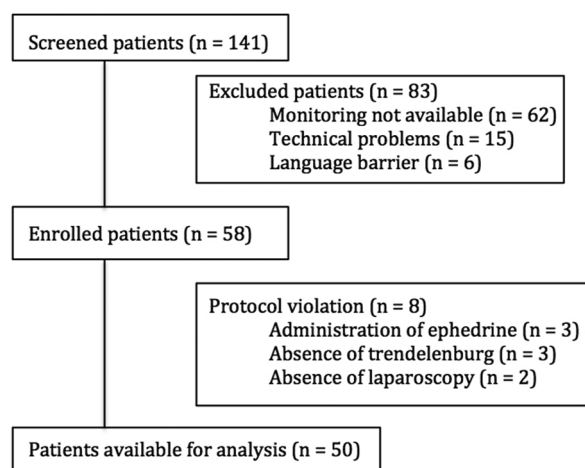 Screened patients (n = 141)
Excluded patients (n = 83)
Monitoring not available (n = 62)
Technical problems (n = 15)
Language barrier (n = 6)
Enrolled patients (n = 58)
Protocol violation (n = 8)
Administration of ephedrine (n = 3)
Absence of trendelenburg (n = 3)
Absence of laparoscopy (n = 2)
Patients available for analysis (n = 50)